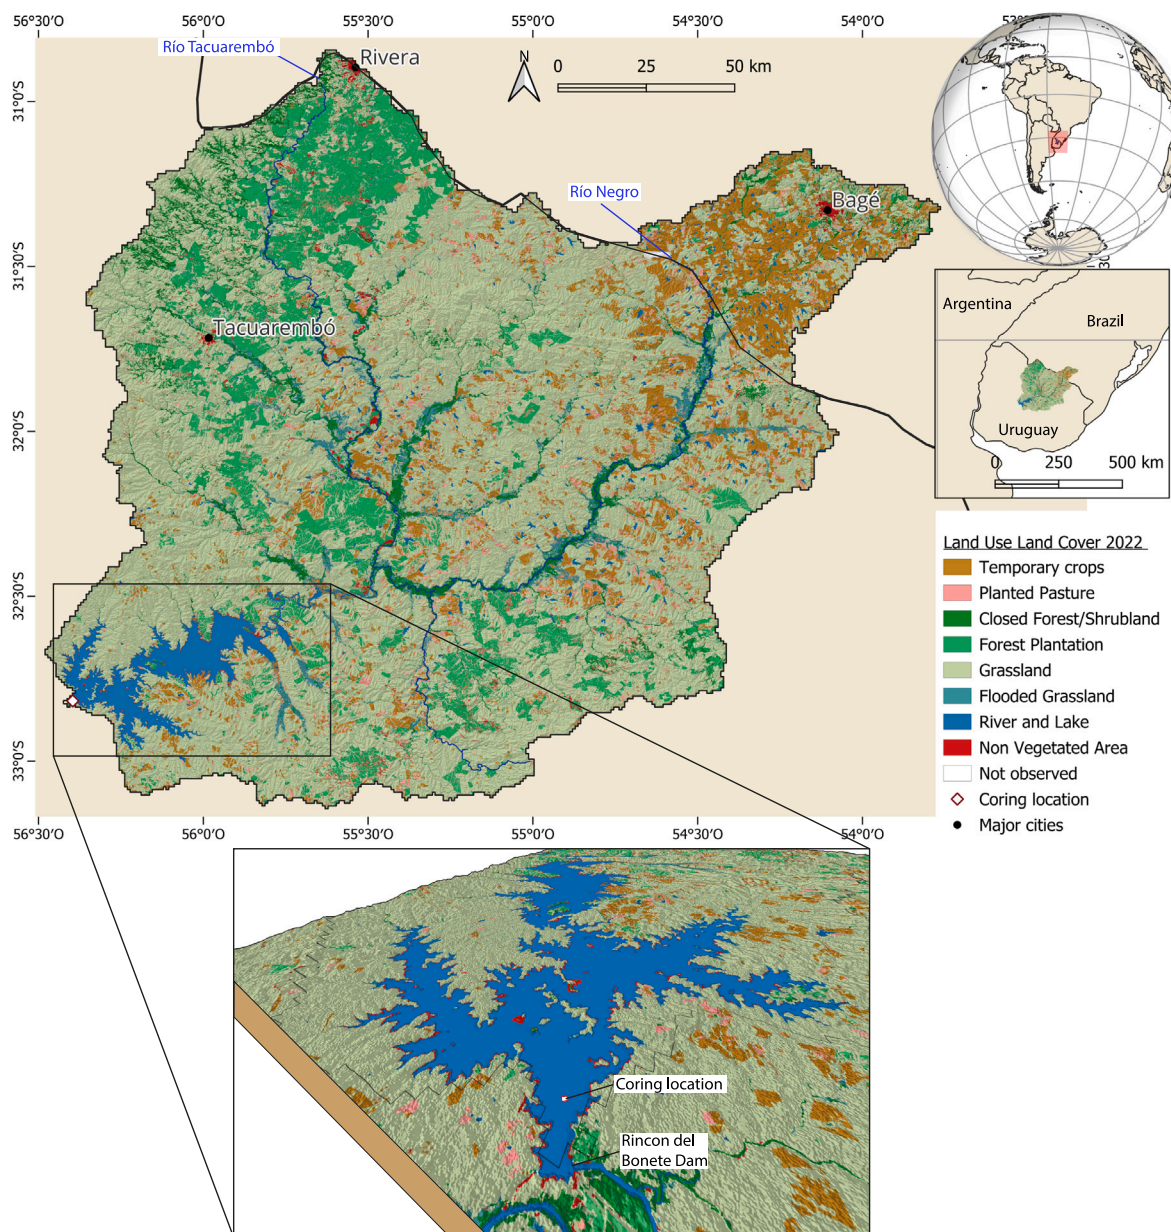 56°30'O
56°0'O
55°30'O
55°0'O
54°30'O
54°0'O
Río Tacuarembó
Rivera
N
0
25
50 km
31°0'S
Río Negro
Bagé
31°30'S
Tacuarembó
Argentina
Brazil
Uruguay
0
250
500 km
32°0'S
32°30'S
33°0'S
Land Use Land Cover 2022
Temporary crops
Planted Pasture
Closed Forest/Shrubland
Forest Plantation
Grassland
Flooded Grassland
River and Lake
Non Vegetated Area
Not observed
Coring location
Major cities
56°30'O
56°0'O
55°30'O
55°0'O
54°30'O
54°0'O
Coring location
Rincon del
Bonete Dam